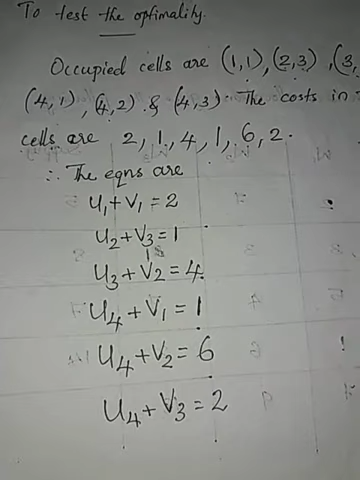 To test the optimality.
Occupied cells are (1,1), (2,3), (3,
(4,1), (4,2) & (4,3). The costs in
cells are 2, 1, 4, 1, 6, 2.
∴ The eqns are
U₁+V₁=2
U₂+V₃=1
U₃+V₂=4
U₄+V₁=1
U₄+V₂=6
U₄+V₃=2